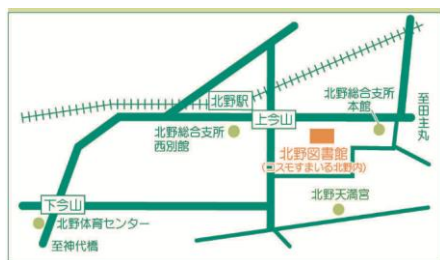 北野駅
北野総合支所
西別館
上今山
北野総合支所
本館
至田主丸
北野図書館
(コスモすまいる北野内)
下今山
北野体育センター
北野天満宮
至神代橋